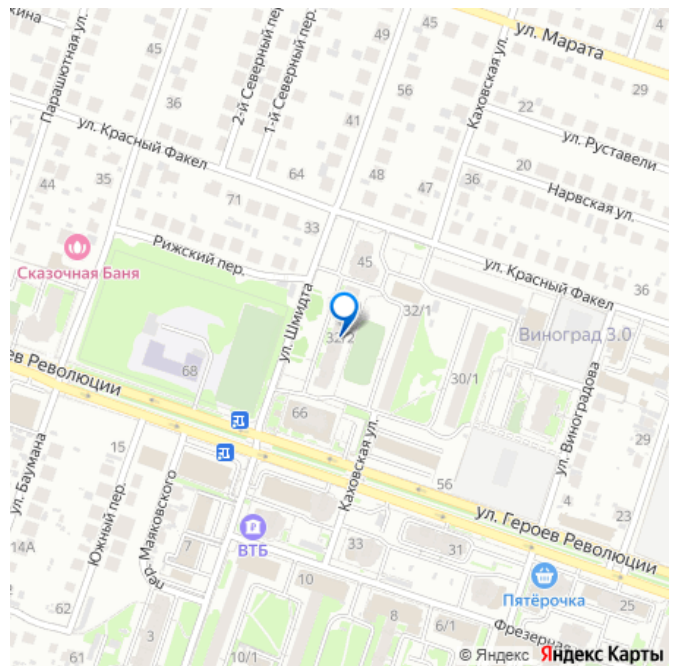 45
45
ул. Марата
4
Парашютная ул.
2-й Северный пер.
1-й Северный пер.
Каховская ул.
56
29
36
ул. Красный Факел
41
22
ул. Руставели
44
35
64
48
47
36
20
71
Нарвская ул.
33
Рижский пер.
Сказочная Баня
45
ул. Красный Факел
36
ул. Шмидта
32/1
32/2
Виноград 3.0
68
30/1
ев Революции
66
ул. Виноградова
ул. Баумана
15
Каховская ул.
29
Южный пер.
пер. Маяковского
56
4
ул. Героев Революции
23
14А
7
ВТБ
33
31
62
10
Пятёрочка
25
3
8
6/1
Фрезерная
10/1
© Яндекс Яндекс Карты